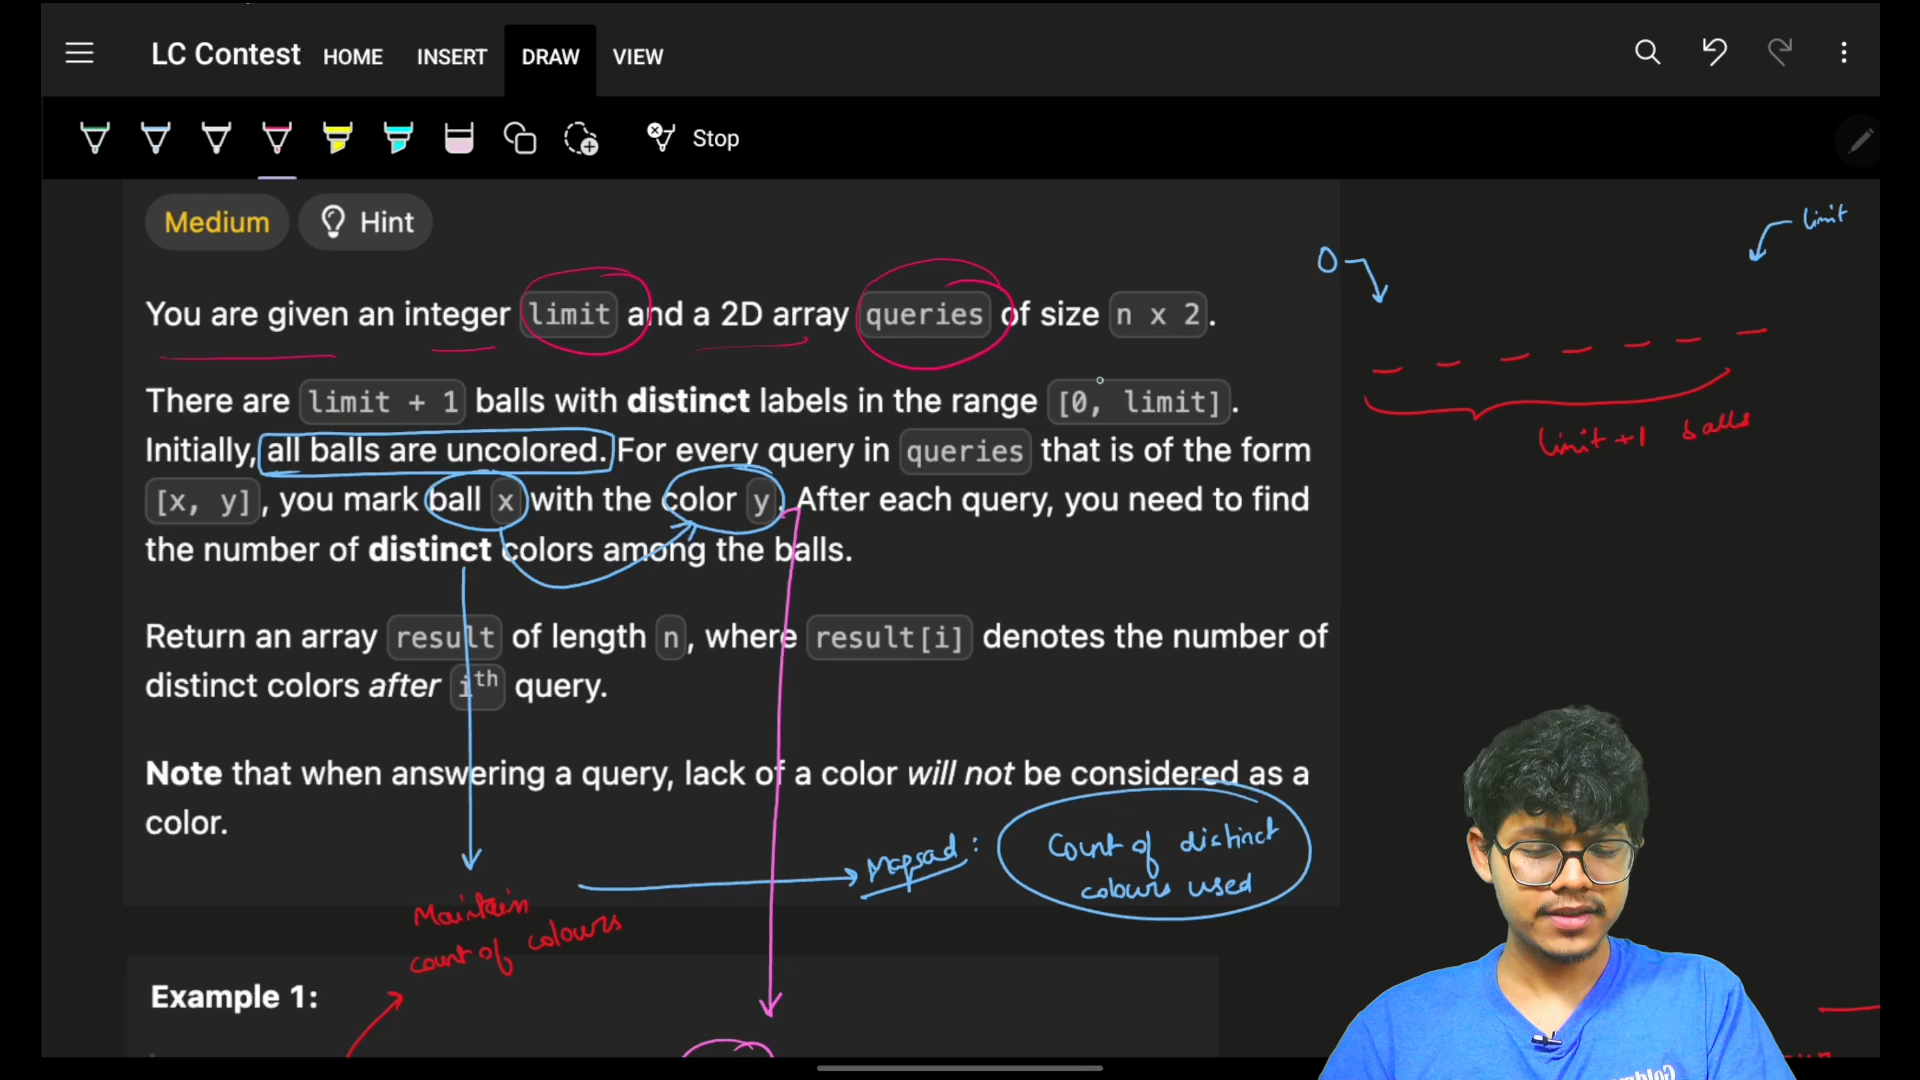 LC Contest HOME INSERT DRAW VIEW
Stop
Medium Hint
limit
0
You are given an integer limit and a 2D array queries of size n x 2.
There are limit + 1 balls with distinct labels in the range [0, limit].
limit+1 balls
Initially, all balls are uncolored. For every query in queries that is of the form
[x, y], you mark ball x with the color y. After each query, you need to find
the number of distinct colors among the balls.
Return an array result of length n, where result[i] denotes the number of
distinct colors after ith query.
Note that when answering a query, lack of a color will not be considered as a
color.
Count of distinct
colours used
Maintain
count of colours
Example 1: